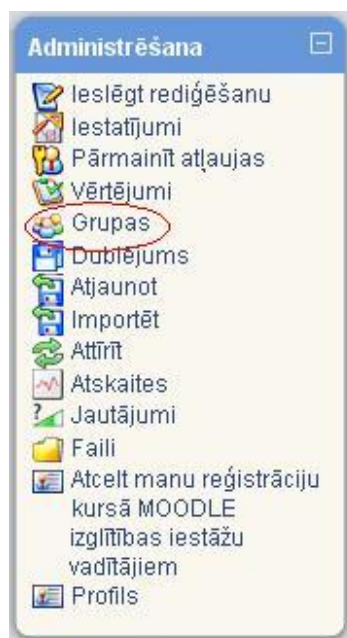 Administrēšana
Ieslēgt rediģēšanu
Iestatījumi
Pārmainīt atļaujas
Vērtējumi
Grupas
Dublējums
Atjaunot
Importēt
Attīrīt
Atskaites
Jautājumi
Faili
Atcelt manu reģistrāciju
kursā MOODLE
izglītības iestāžu
vadītājiem
Profils